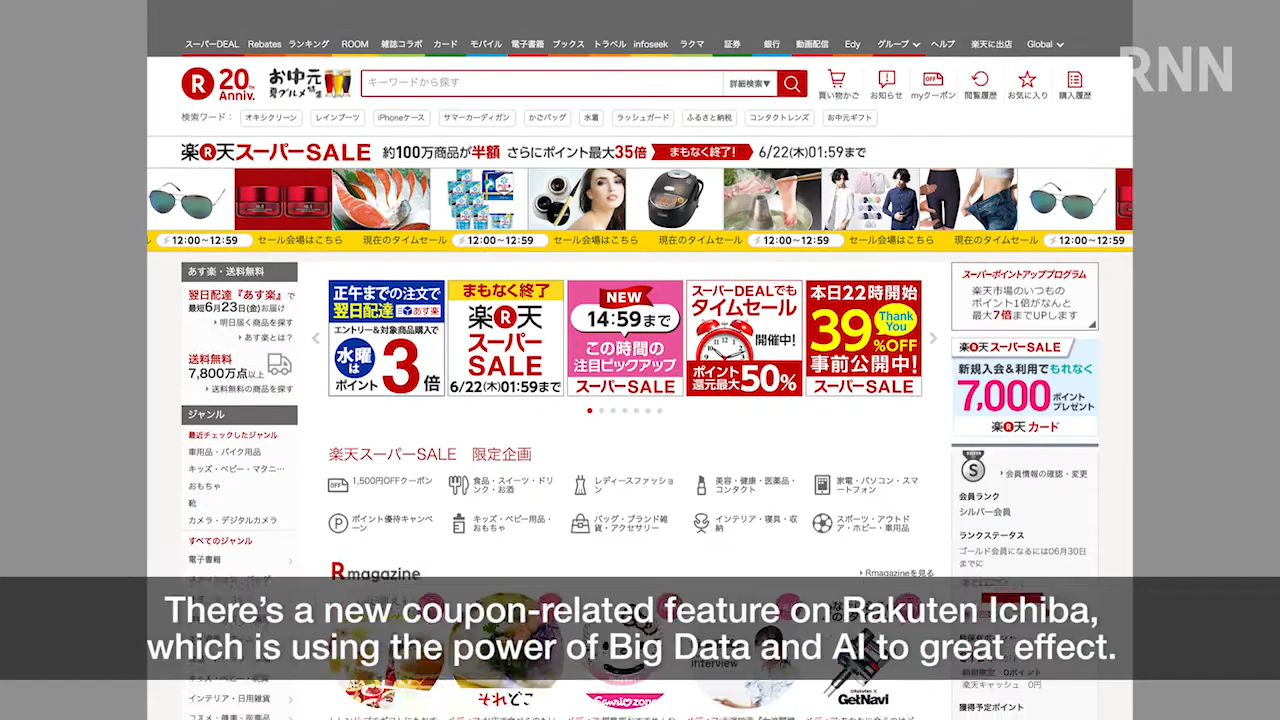 スーパーDEAL Rebates ランキング ROOM 雑誌コラボ カード モバイル 電子書籍 ブックス トラベル infoseek ラクマ 証券 銀行 動画配信 Edy グループ ヘルプ 楽天に出店 Global
RNN
R 20th Anniv.
お中元
夏グルメ特集
キーワードから探す
詳細検索▼
買い物かご お知らせ myクーポン 閲覧履歴 お気に入り 購入履歴
OFF
検索ワード： オキシクリーン レインブーツ iPhoneケース サマーカーディガン かごバッグ 水着 ラッシュガード ふるさと納税 コンタクトレンズ お中元ギフト
楽R天スーパーSALE 約100万商品が半額 さらにポイント最大35倍 まもなく終了! 6/22(木)01:59まで
12:00~12:59 セール会場はこちら 現在のタイムセール 12:00~12:59 セール会場はこちら 現在のタイムセール 12:00~12:59 セール会場はこちら 現在のタイムセール 12:00~12:59
あす楽・送料無料
翌日配達『あす楽』で
最短6月23日(金)お届け
明日届く商品を探す
あす楽とは？
送料無料
7,800万点以上
送料無料の商品を探す
ジャンル
最近チェックしたジャンル
車用品・バイク用品
キッズ・ベビー・マタニ…
おもちゃ
靴
カメラ・デジタルカメラ
すべてのジャンル
電子書籍
インテリア・日用雑貨
コスメ・健康・医薬品
正午までの注文で
翌日配達 あす楽
エントリー&対象商品購入で
水曜は
ポイント 3倍
まもなく終了
楽R天
スーパー
SALE
6/22(木)01:59まで
NEW
14:59まで
この時間の
注目ピックアップ
スーパーSALE
スーパーDEALでも
タイムセール
開催中!
ポイント
還元最大50%
本日22時開始
39%OFF
Thank
You
事前公開中!
スーパーSALE
スーパーポイントアッププログラム
楽天市場のいつもの
ポイント1倍がなんと
最大7倍までUPします
楽R天スーパーSALE
新規入会&利用でもれなく
7,000ポイント
プレゼント
楽R天カード
SILVER
S
会員情報の確認・変更
会員ランク
シルバー会員
ランクステータス
ゴールド会員になるには06月30日
までに
楽天キャッシュ 0円
獲得予定ポイント
楽天スーパーSALE 限定企画
OFF
1,500円OFFクーポン
食品・スイーツ・ドリ
ンク・お酒
レディースファッショ
ン
美容・健康・医薬品・
コンタクト
家電・パソコン・スマ
ートフォン
P
ポイント優待キャンペ
ーン
キッズ・ベビー用品・
おもちゃ
バッグ・ブランド雑
貨・アクセサリー
インテリア・寝具・収
納
スポーツ・アウトド
ア・ホビー・車用品
Rmagazine
Rmagazineを見る
There's a new coupon-related feature on Rakuten Ichiba,
which is using the power of Big Data and AI to great effect.
interview
それどこ
Rakuten ×
GetNavi